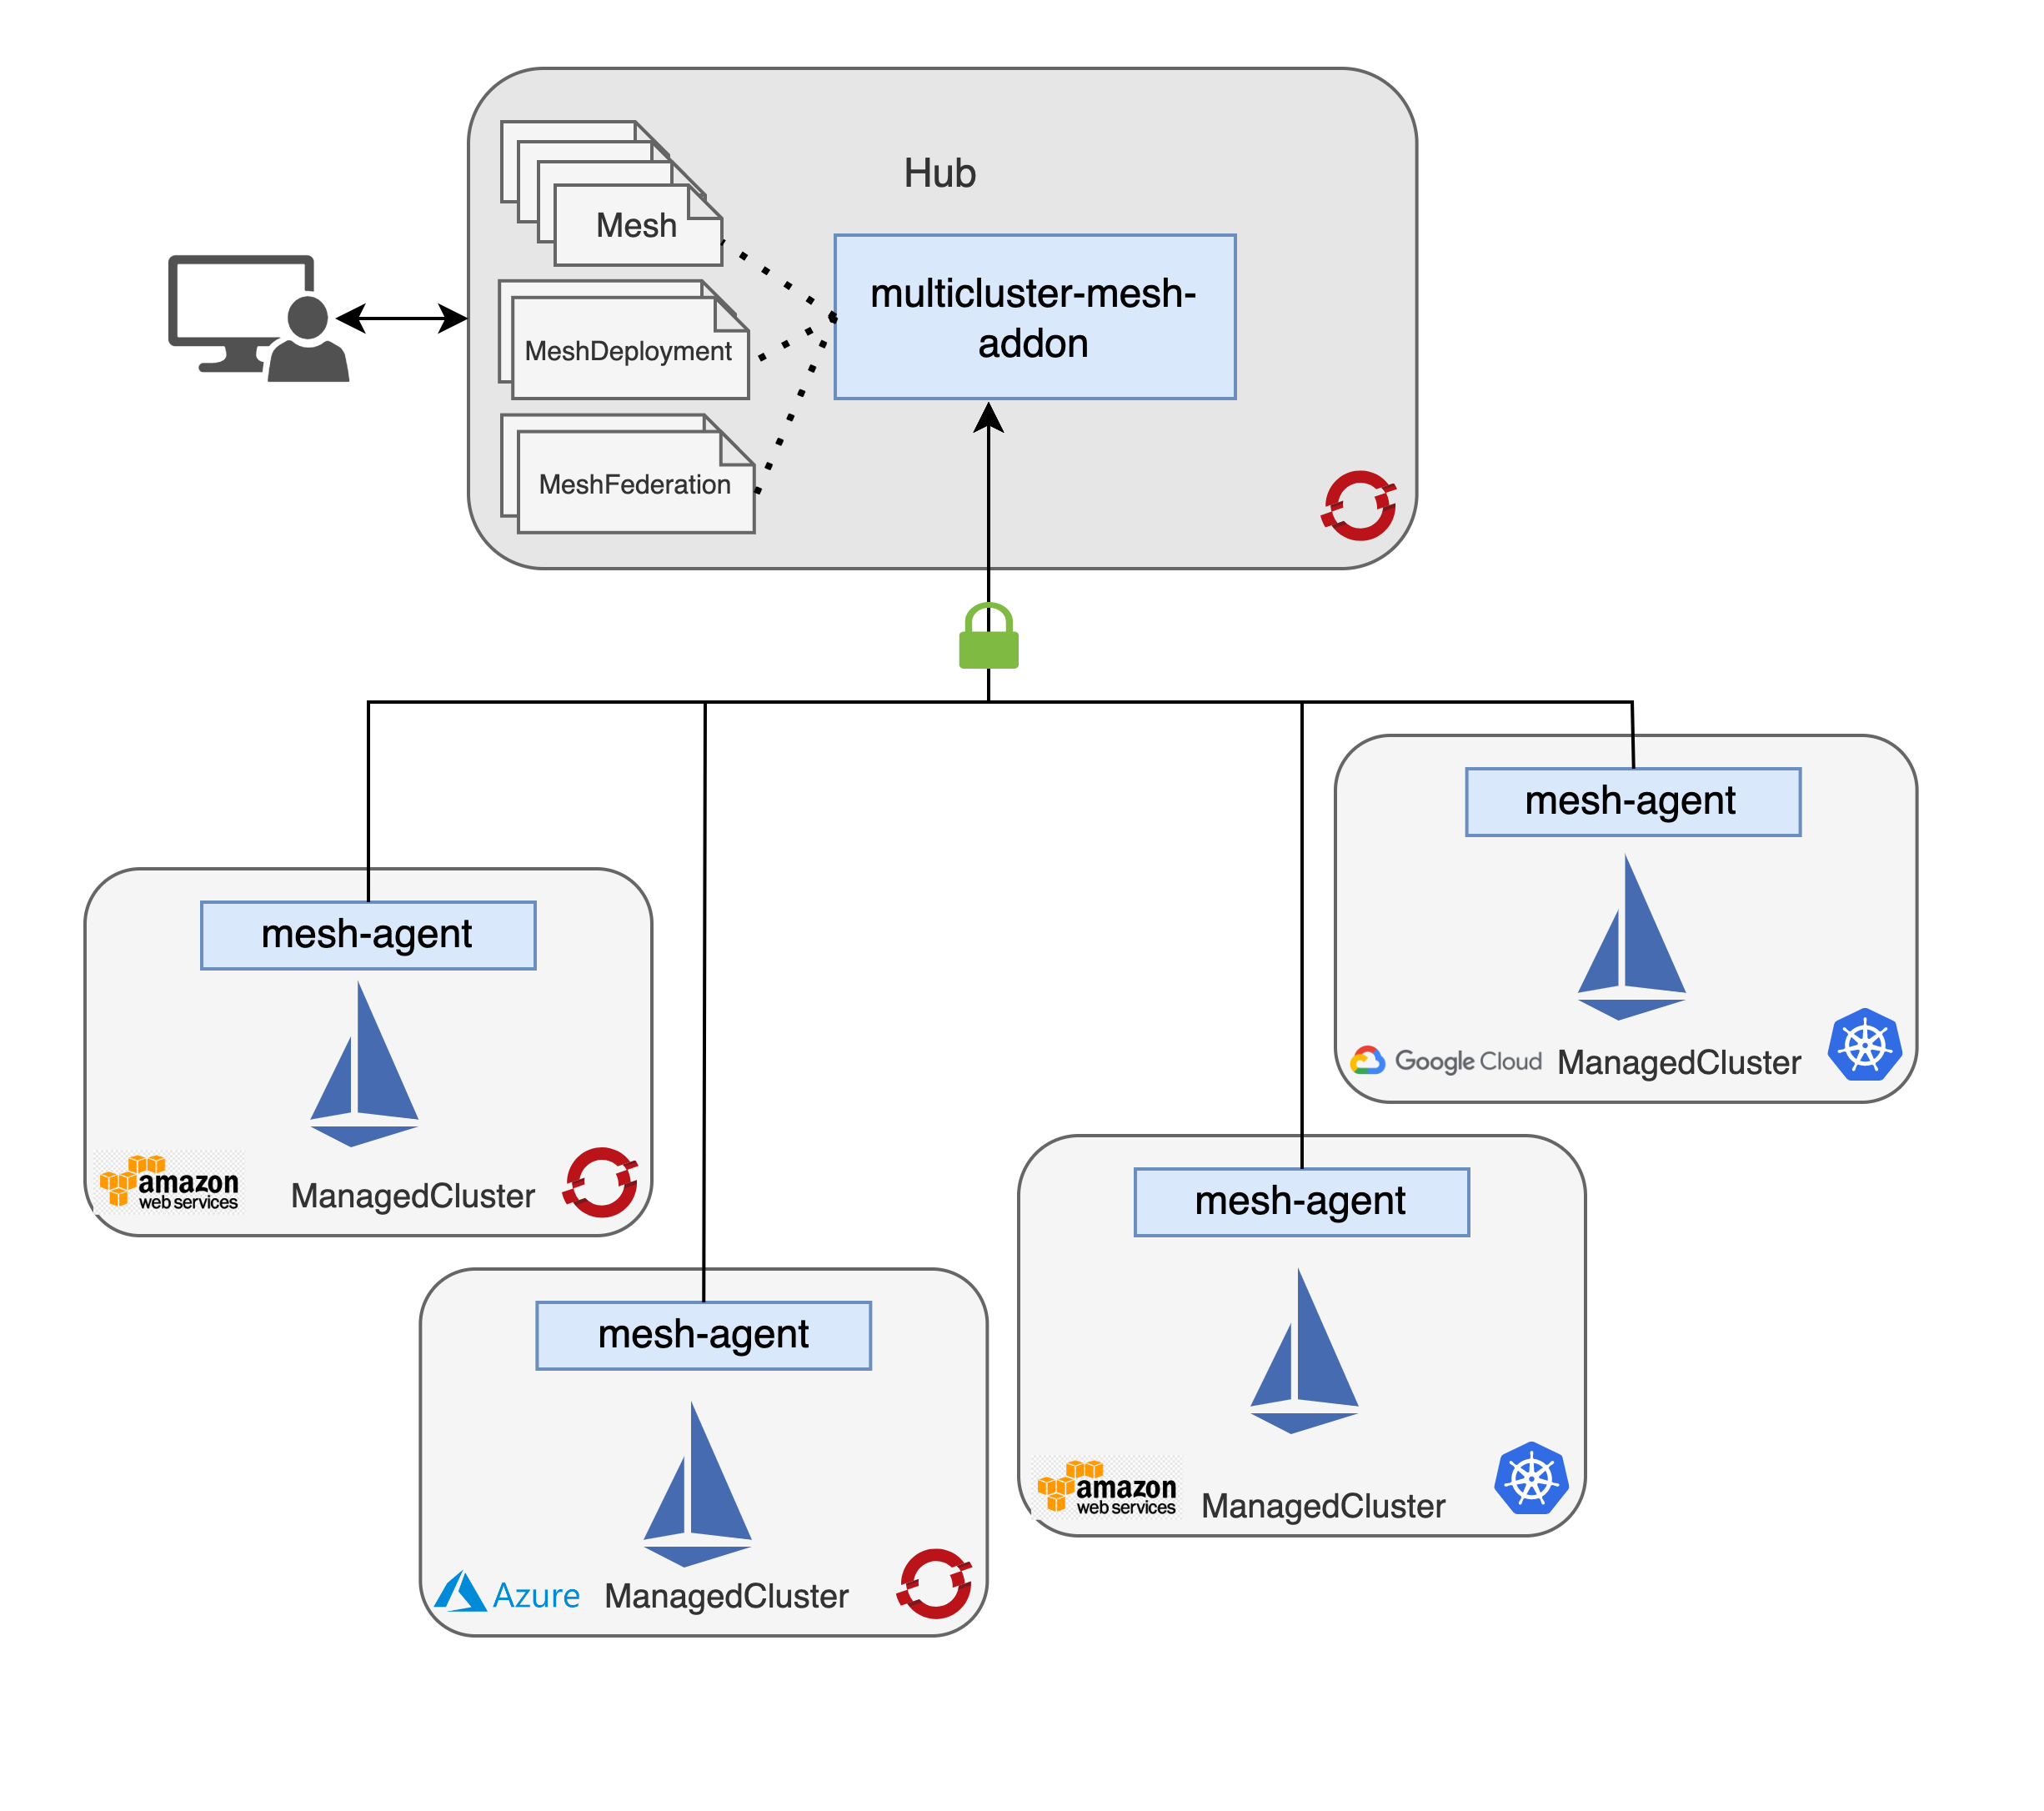 Hub
Mesh
multicluster-mesh-
addon
MeshDeployment
MeshFederation
mesh-agent
Google Cloud ManagedCluster
mesh-agent
amazon
web services
ManagedCluster
mesh-agent
amazon
web services
ManagedCluster
mesh-agent
Azure ManagedCluster